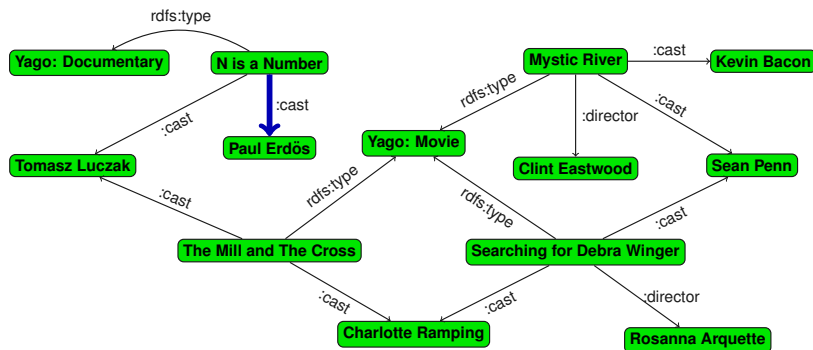 rdfs:type
Yago: Documentary
N is a Number
Mystic River
:cast
Kevin Bacon
rdfs:type
:cast
:cast
:cast
:director
Paul Erdös
Yago: Movie
Tomasz Luczak
Clint Eastwood
Sean Penn
:cast
rdfs:type
rdfs:type
:cast
The Mill and The Cross
Searching for Debra Winger
:cast
:cast
:director
Charlotte Ramping
Rosanna Arquette